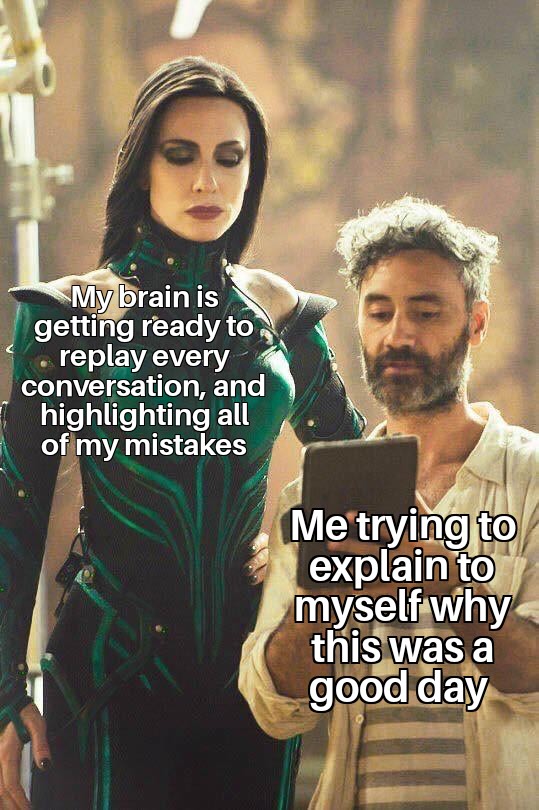 My brain is
getting ready to
replay every
conversation, and
highlighting all
of my mistakes
Me trying to
explain to
myself why
this was a
good day